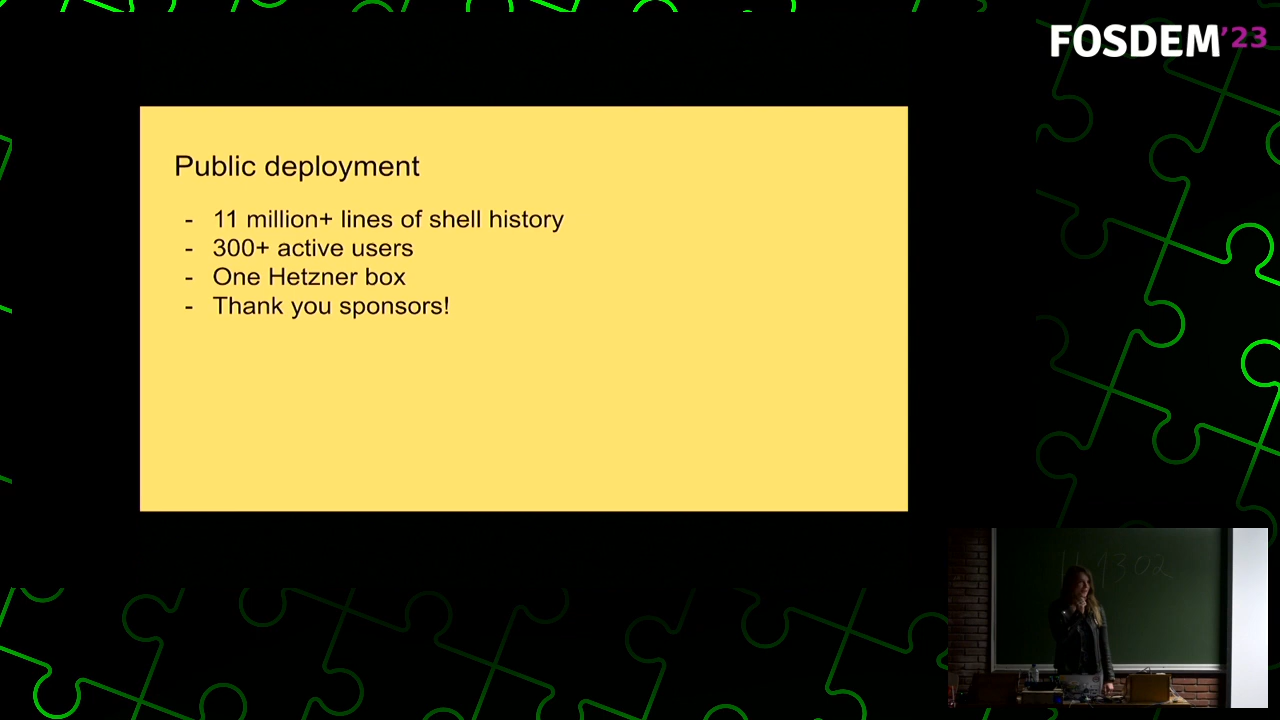 FOSDEM'23
Public deployment
- 11 million+ lines of shell history
- 300+ active users
- One Hetzner box
- Thank you sponsors!